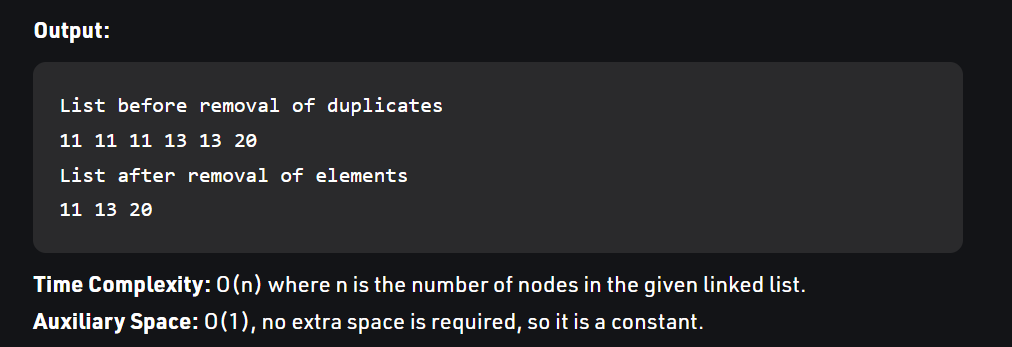 Output:
List before removal of duplicates
11 11 11 13 13 20
List after removal of elements
11 13 20
Time Complexity: O(n) where n is the number of nodes in the given linked list.
Auxiliary Space: O(1), no extra space is required, so it is a constant.